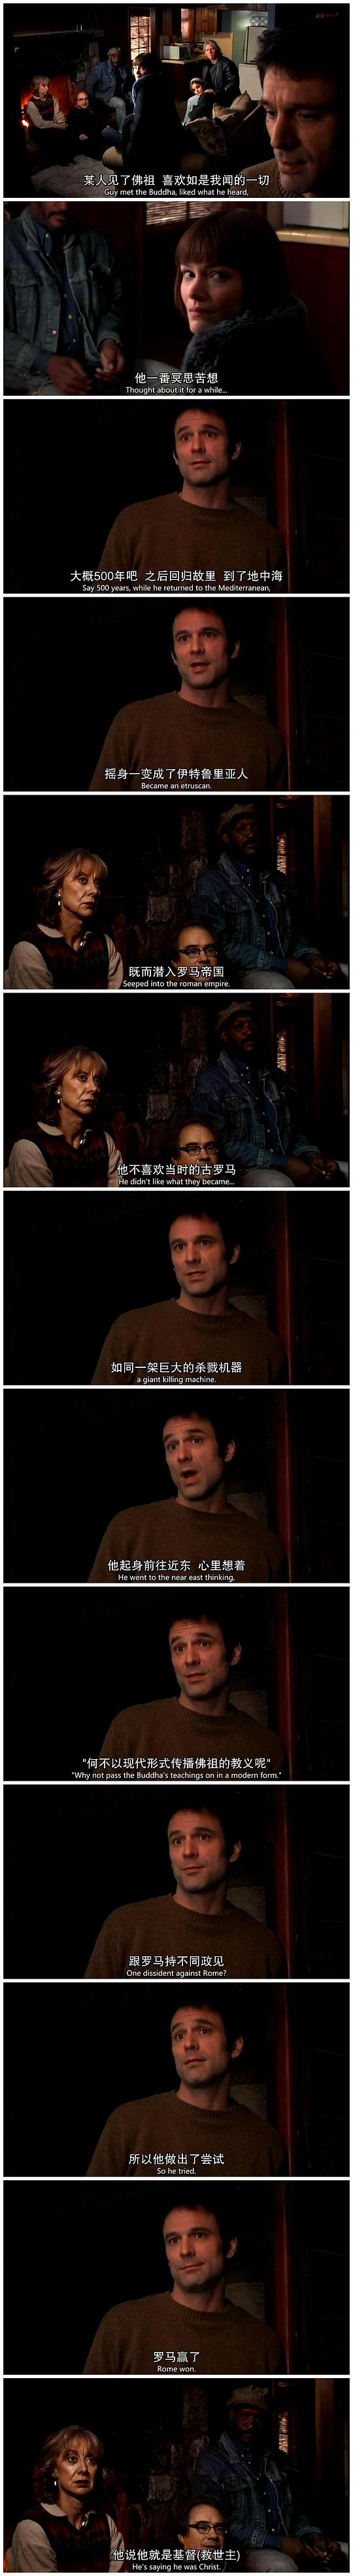 某人见了佛祖 喜欢如是我闻的一切
Guy met the Buddha, liked what he heard,
他一番冥思苦想
Thought about it for a while...
大概500年吧 之后回归故里 到了地中海
Say 500 years, while he returned to the Mediterranean,
摇身一变成了伊特鲁里亚人
Became an etruscan.
既而潜入罗马帝国
Seeped into the roman empire.
他不喜欢当时的古罗马
He didn't like what they became...
如同一架巨大的杀戮机器
a giant killing machine.
他起身前往近东 心里想着
He went to the near east thinking,
"何不以现代形式传播佛祖的教义呢"
"Why not pass the Buddha's teachings on in a modern form."
跟罗马持不同政见
One dissident against Rome?
所以他做出了尝试
So he tried.
罗马赢了
Rome won.
他说他就是基督(救世主)
He's saying he was Christ.